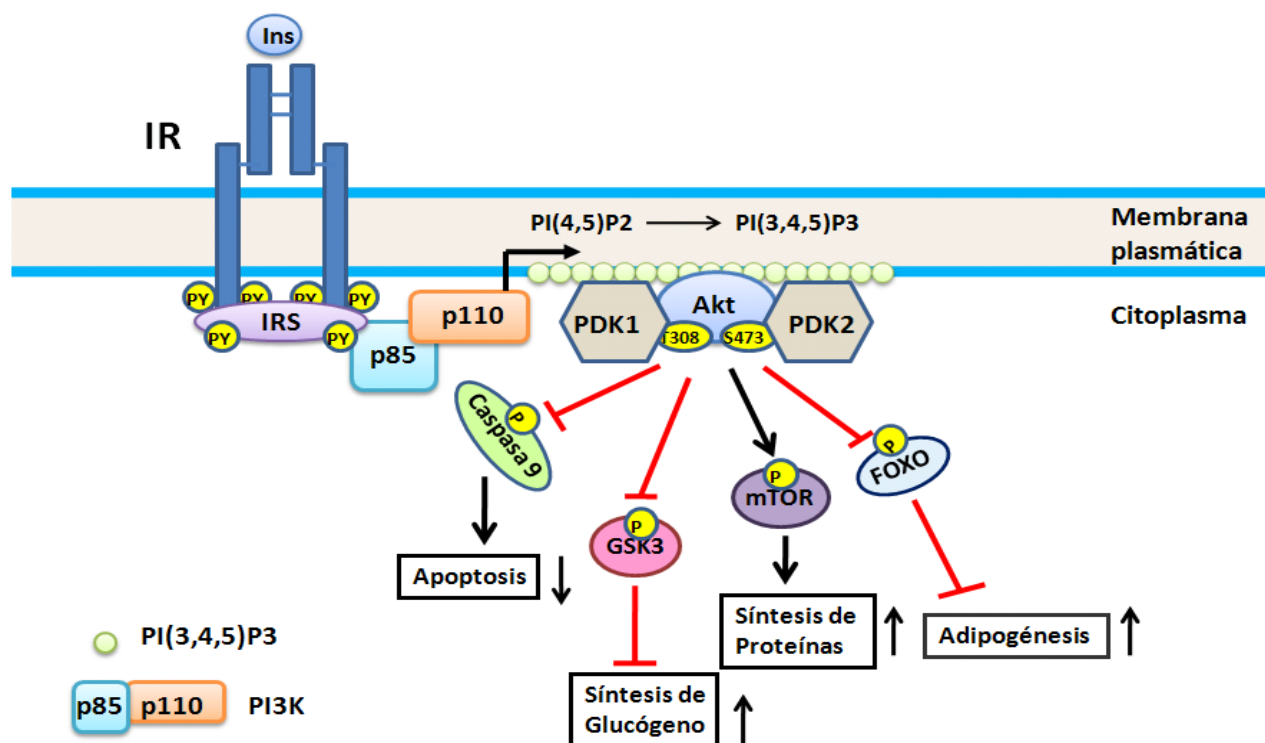 Ins
IR
PI(4,5)P2
PI(3,4,5)P3
Membrana
plasmática
PY
PY
PY
PY
IRS
PY
PY
p85
p110
PDK1
Akt
PDK2
T308
S473
Citoplasma
P
Caspasa 9
P
GSK3
P
mTOR
P
FOXO
Apoptosis
Síntesis de
Proteínas
Adipogénesis
Síntesis de
Glucógeno
PI(3,4,5)P3
p85
p110
PI3K